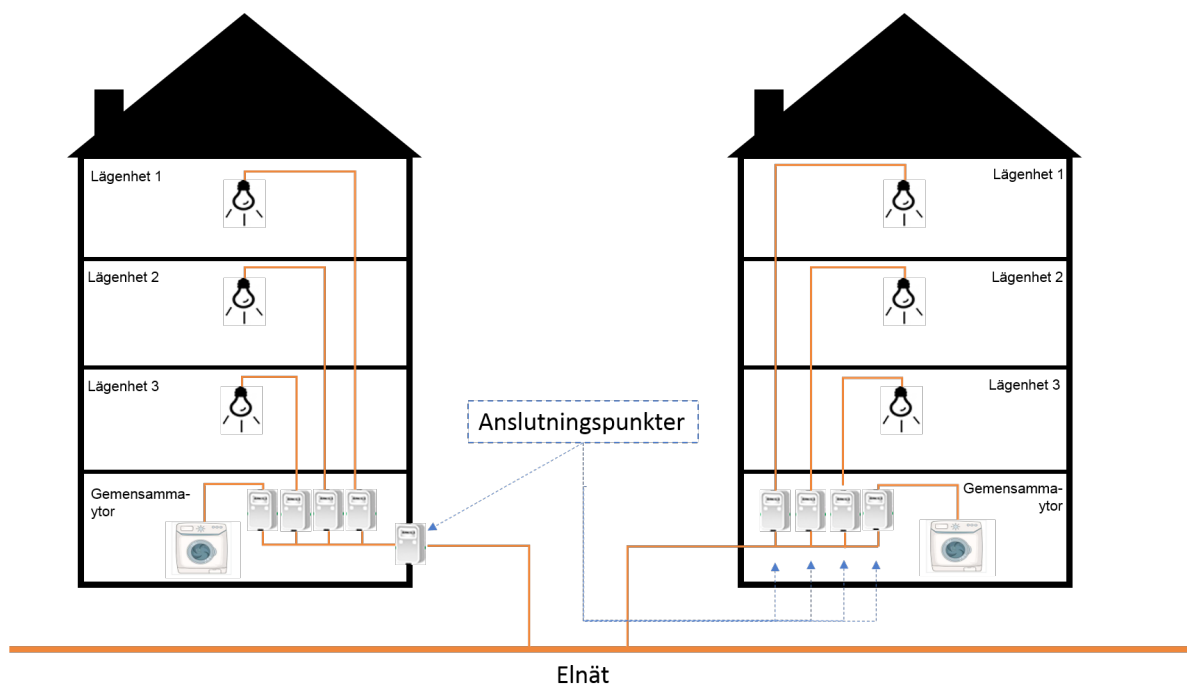 Lägenhet 1
Lägenhet 2
Lägenhet 3
Gemensamma-
ytor
Anslutningspunkter
Lägenhet 1
Lägenhet 2
Lägenhet 3
Gemensamma-
ytor
Elnät